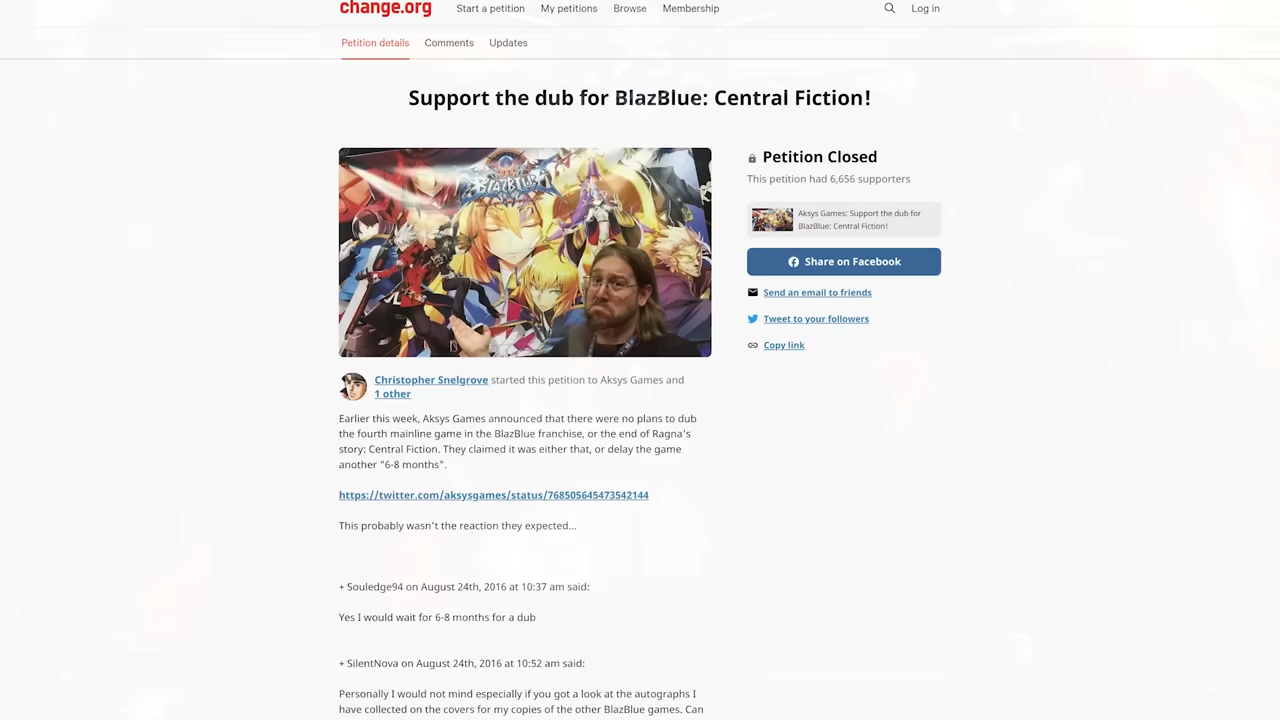 change.org
Start a petition
My petitions
Browse
Membership
Log in
Petition details
Comments
Updates
Support the dub for BlazBlue: Central Fiction!
BLAZBLUE
Petition Closed
This petition had 6,656 supporters
Aksys Games: Support the dub for
BlazBlue: Central Fiction!
Share on Facebook
Send an email to friends
Tweet to your followers
Copy link
Christopher Snelgrove started this petition to Aksys Games and
1 other
Earlier this week, Aksys Games announced that there were no plans to dub
the fourth mainline game in the BlazBlue franchise, or the end of Ragna's
story: Central Fiction. They claimed it was either that, or delay the game
another "6-8 months".
https://twitter.com/aksysgames/status/768505645473542144
This probably wasn't the reaction they expected...
+ Souledge94 on August 24th, 2016 at 10:37 am said:
Yes I would wait for 6-8 months for a dub
+ SilentNova on August 24th, 2016 at 10:52 am said:
Personally I would not mind especially if you got a look at the autographs I
have collected on the covers for my copies of the other BlazBlue games. Can